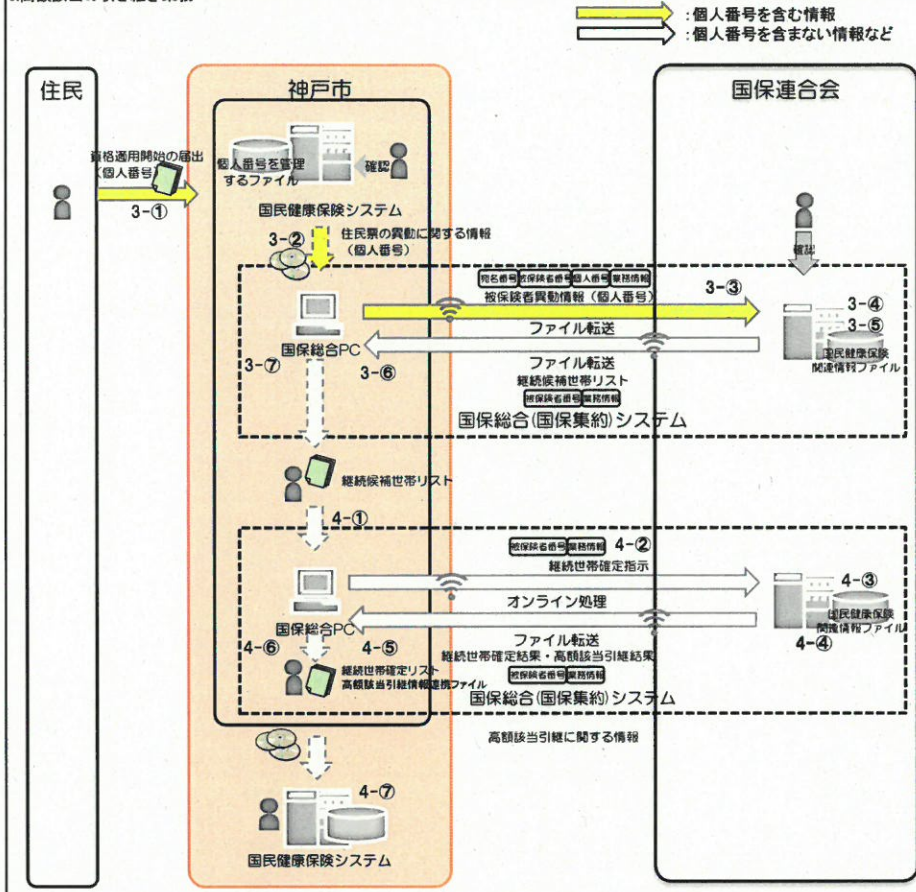 ：個人番号を含む情報
：個人番号を含まない情報など
住民
神戸市
国保連合会
資格適用開始の届出
（個人番号
3-①
個人番号を管理
するファイル
確認
国民健康保険システム
3-②
住民票の異動に関する情報
（個人番号）
確認
宛名番号 被保険者番号 個人番号 業務情報
3-③
被保険者異動情報（個人番号）
ファイル転送
3-④
3-⑤
国民健康保険
関連情報ファイル
国保総合PC
3-⑦
3-⑥
ファイル転送
継続候補世帯リスト
被保険者番号 業務情報
国保総合(国保集約)システム
継続候補世帯リスト
4-①
被保険者番号 業務情報
4-②
継続世帯確定指示
オンライン処理
4-③
国民健康保険
関連情報ファイル
4-④
国保総合PC
4-⑥
4-⑤
ファイル転送
継続世帯確定結果・高額該当引継結果
被保険者番号 業務情報
継続世帯確定リスト
高額該当引継情報連携ファイル
国保総合(国保集約)システム
高額該当引継に関する情報
4-⑦
国民健康保険システム